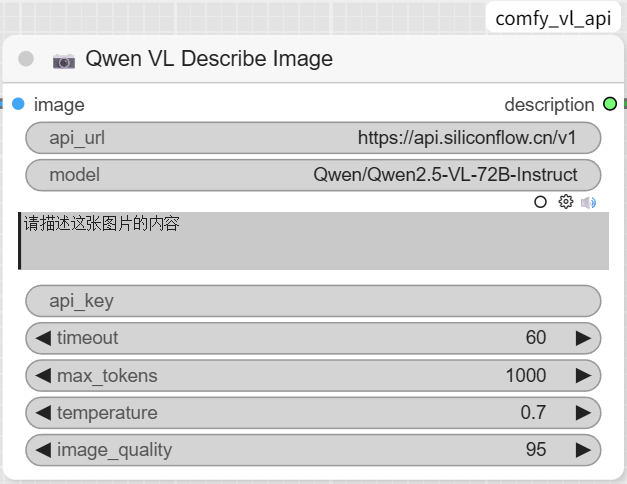 comfy_vl_api
Qwen VL Describe Image
image description
api_url https://api.siliconflow.cn/v1
model Qwen/Qwen2.5-VL-72B-Instruct
请描述这张图片的内容
api_key
timeout 60
max_tokens 1000
temperature 0.7
image_quality 95